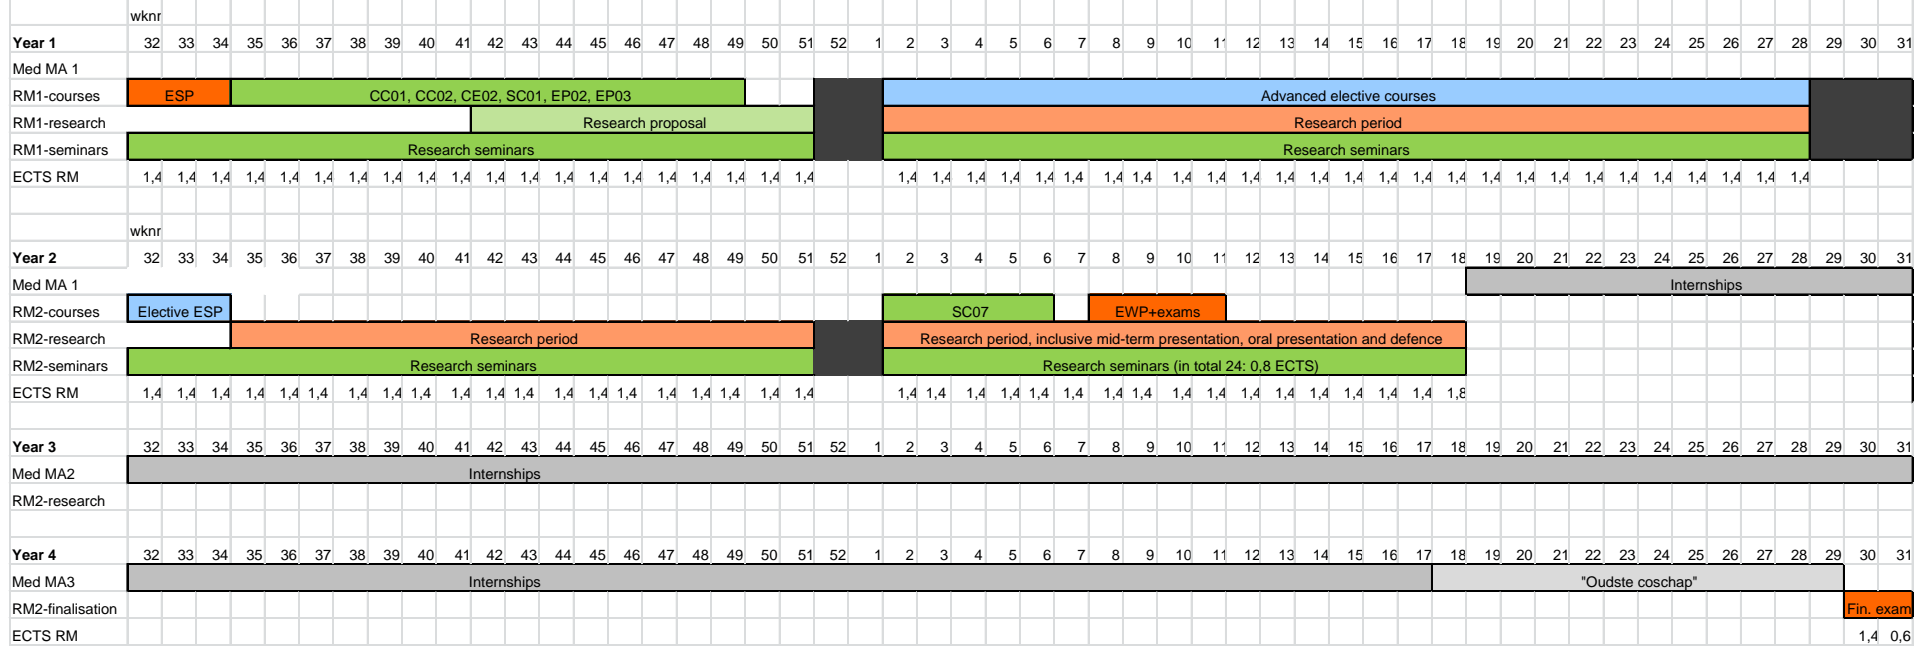 wknr
Year 1 32 33 34 35 36 37 38 39 40 41 42 43 44 45 46 47 48 49 50 51 52 1 2 3 4 5 6 7 8 9 10 11 12 13 14 15 16 17 18 19 20 21 22 23 24 25 26 27 28 29 30 31
Med MA 1
RM1-courses ESP CC01, CC02, CE02, SC01, EP02, EP03 Advanced elective courses
RM1-research Research proposal Research period
RM1-seminars Research seminars Research seminars
ECTS RM 1,4 1,4 1,4 1,4 1,4 1,4 1,4 1,4 1,4 1,4 1,4 1,4 1,4 1,4 1,4 1,4 1,4 1,4 1,4 1,4 1,4 1,4 1,4 1,4 1,4 1,4 1,4 1,4 1,4 1,4 1,4 1,4 1,4 1,4 1,4 1,4 1,4 1,4 1,4 1,4 1,4 1,4 1,4 1,4 1,4 1,4 1,4
wknr
Year 2 32 33 34 35 36 37 38 39 40 41 42 43 44 45 46 47 48 49 50 51 52 1 2 3 4 5 6 7 8 9 10 11 12 13 14 15 16 17 18 19 20 21 22 23 24 25 26 27 28 29 30 31
Med MA 1 Internships
RM2-courses Elective ESP SC07 EWP+exams
RM2-research Research period Research period, inclusive mid-term presentation, oral presentation and defence
RM2-seminars Research seminars Research seminars (in total 24: 0,8 ECTS)
ECTS RM 1,4 1,4 1,4 1,4 1,4 1,4 1,4 1,4 1,4 1,4 1,4 1,4 1,4 1,4 1,4 1,4 1,4 1,4 1,4 1,4 1,4 1,4 1,4 1,4 1,4 1,4 1,4 1,4 1,4 1,4 1,4 1,4 1,4 1,4 1,4 1,4 1,8
Year 3 32 33 34 35 36 37 38 39 40 41 42 43 44 45 46 47 48 49 50 51 52 1 2 3 4 5 6 7 8 9 10 11 12 13 14 15 16 17 18 19 20 21 22 23 24 25 26 27 28 29 30 31
Med MA2 Internships
RM2-research
Year 4 32 33 34 35 36 37 38 39 40 41 42 43 44 45 46 47 48 49 50 51 52 1 2 3 4 5 6 7 8 9 10 11 12 13 14 15 16 17 18 19 20 21 22 23 24 25 26 27 28 29 30 31
Med MA3 Internships "Oudste coschap"
RM2-finalisation Fin. exam
ECTS RM 1,4 0,6